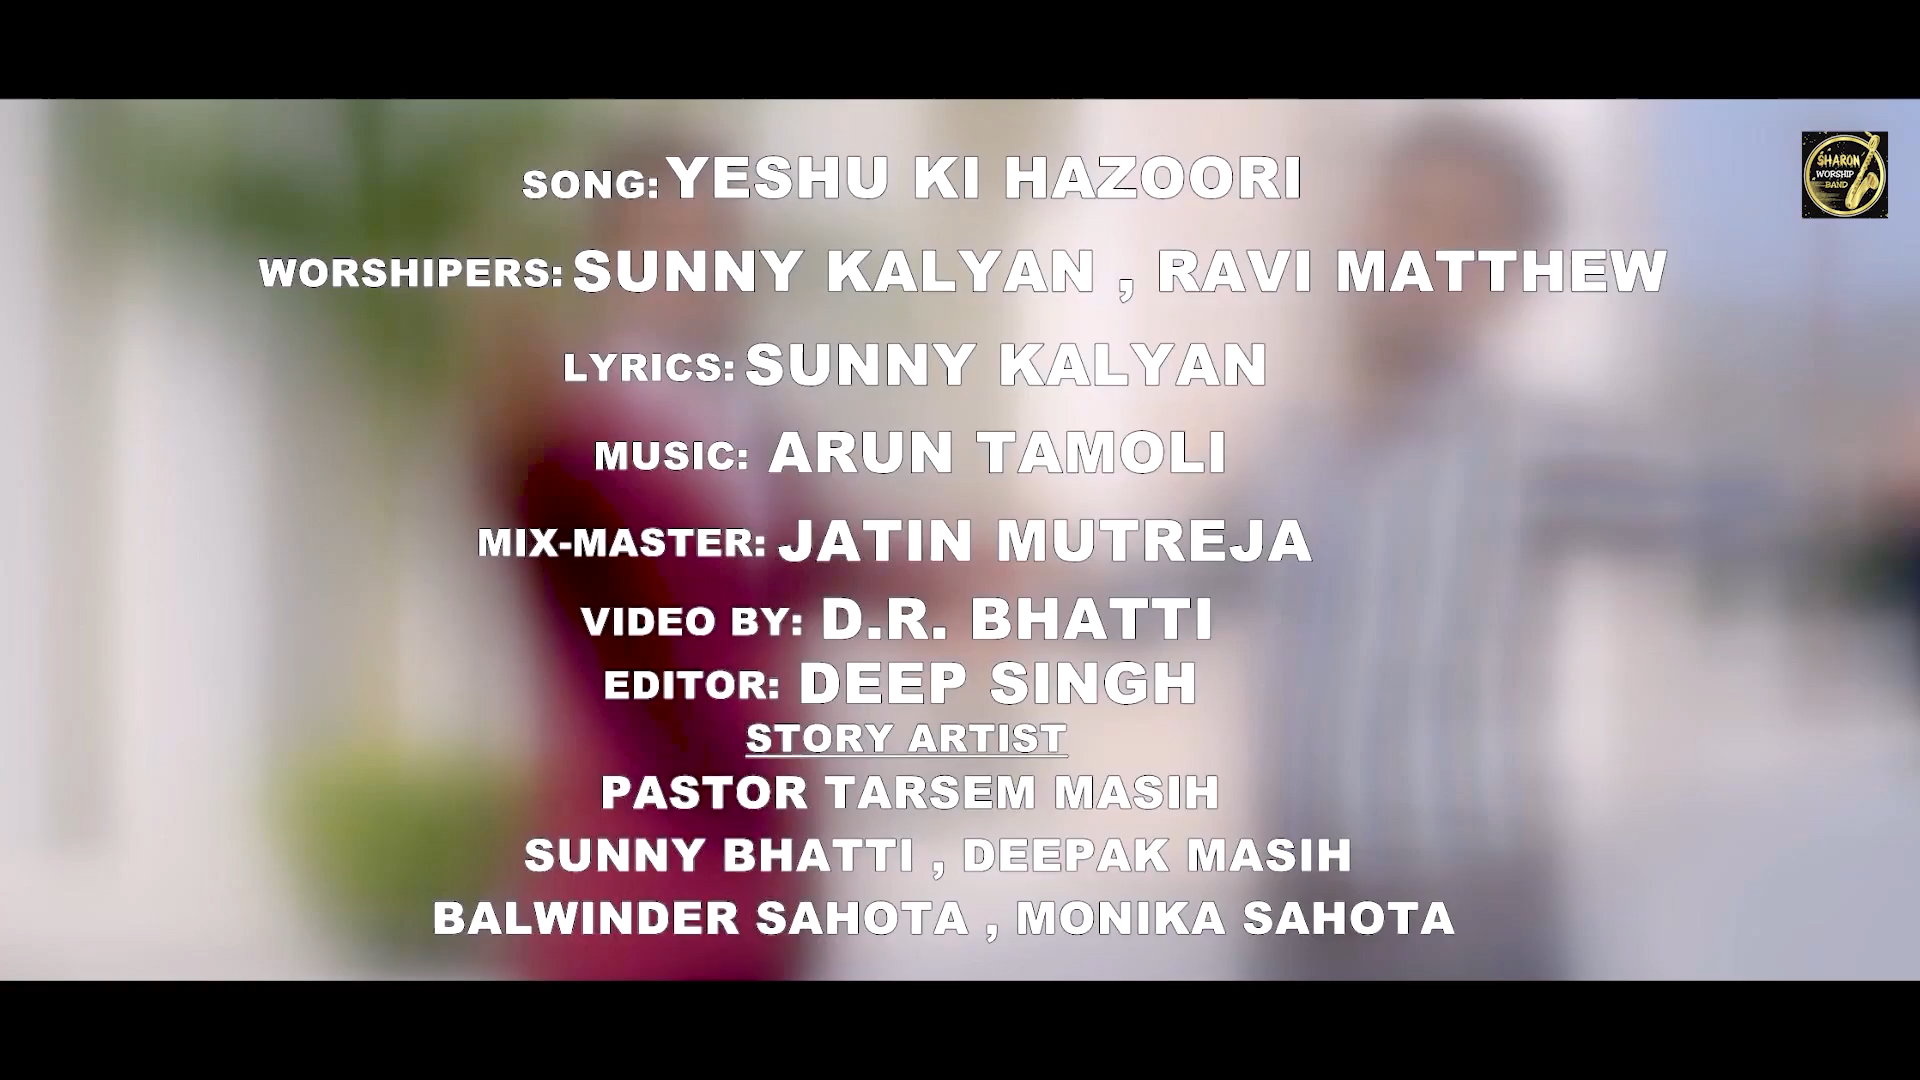 SONG: YESHU KI HAZOORI
WORSHIPERS: SUNNY KALYAN , RAVI MATTHEW
LYRICS: SUNNY KALYAN
MUSIC: ARUN TAMOLI
MIX-MASTER: JATIN MUTREJA
VIDEO BY: D.R. BHATTI
EDITOR: DEEP SINGH
STORY ARTIST
PASTOR TARSEM MASIH
SUNNY BHATTI , DEEPAK MASIH
BALWINDER SAHOTA , MONIKA SAHOTA
SHARON
WORSHIP
BAND